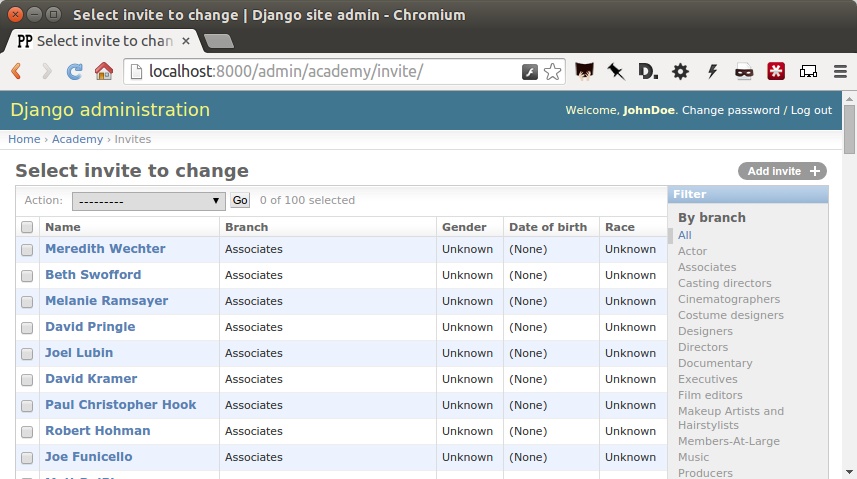 Select invite to change | Django site admin - Chromium
PP Select invite to chan
localhost:8000/admin/academy/invite/
Django administration
Welcome, JohnDoe. Change password / Log out
Home › Academy › Invites
Select invite to change
Add invite +
Action: --------- Go 0 of 100 selected
Filter
Name Branch Gender Date of birth Race
Meredith Wechter Associates Unknown (None) Unknown
Beth Swofford Associates Unknown (None) Unknown
Melanie Ramsayer Associates Unknown (None) Unknown
David Pringle Associates Unknown (None) Unknown
Joel Lubin Associates Unknown (None) Unknown
David Kramer Associates Unknown (None) Unknown
Paul Christopher Hook Associates Unknown (None) Unknown
Robert Hohman Associates Unknown (None) Unknown
Joe Funicello Associates Unknown (None) Unknown
By branch
All
Actor
Associates
Casting directors
Cinematographers
Costume designers
Designers
Directors
Documentary
Executives
Film editors
Makeup Artists and
Hairstylists
Members-At-Large
Music
Producers